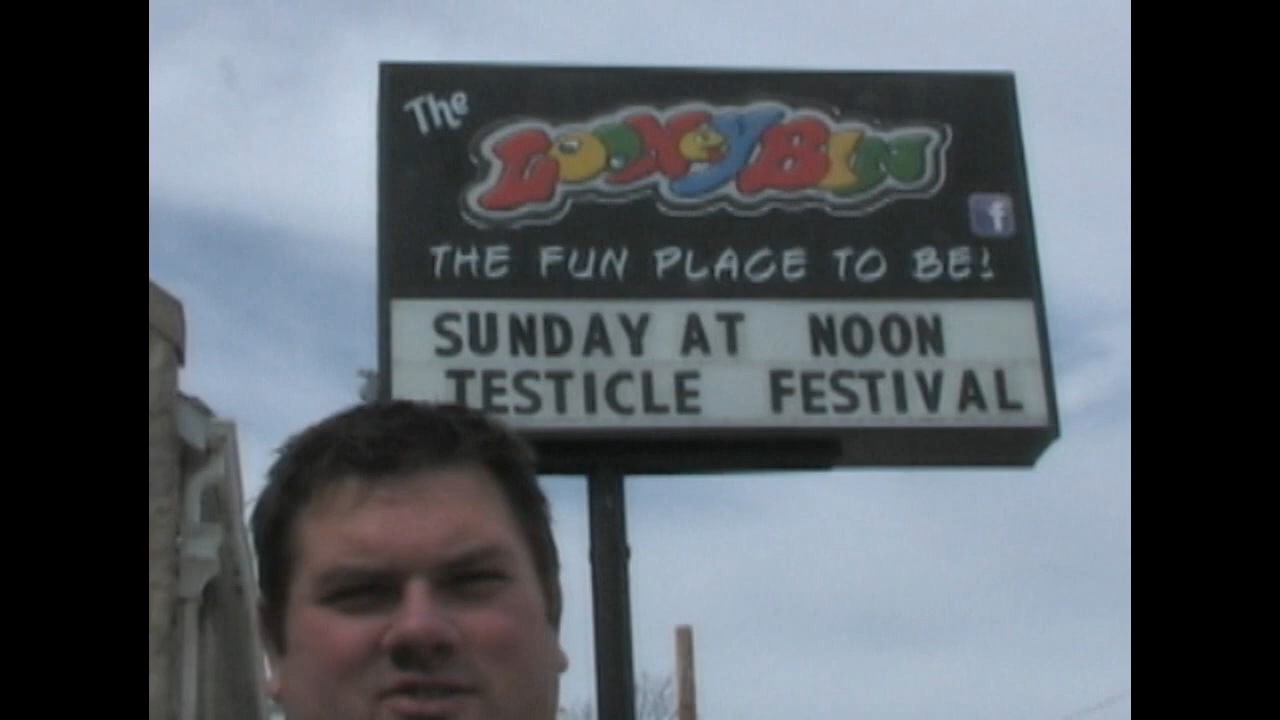 The
LOONEYBIN
f
THE FUN PLACE TO BE!
SUNDAY AT NOON
TESTICLE FESTIVAL